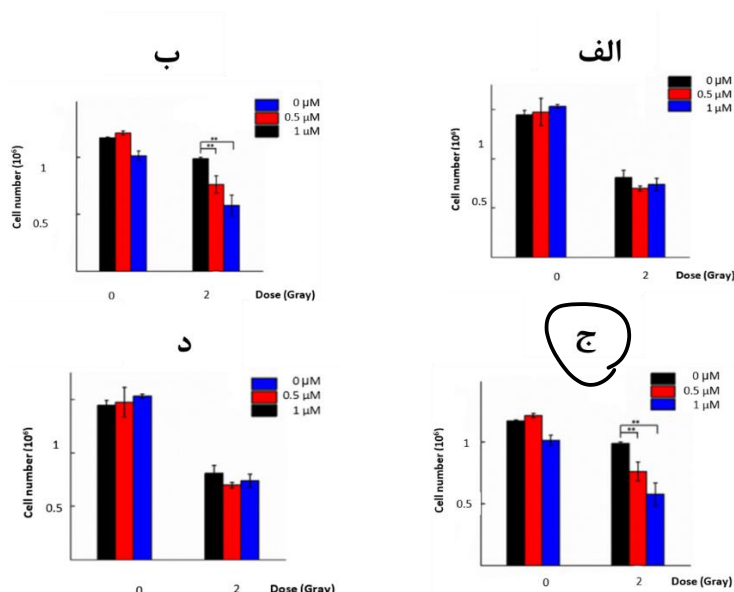 الف
0 µM
0.5 µM
1 µM
Cell number (10⁶)
1
0.5
0
2
Dose (Gray)
ب
0 µM
0.5 µM
1 uM
**
**
Cell number (10⁶)
1
0.5
0
2
Dose (Gray)
ج
0 µM
0.5 µM
1 µM
**
**
Cell number (10⁶)
1
0.5
0
2
Dose (Gray)
د
0 µM
0.5 µM
1 µM
Cell number (10⁶)
1
0.5
0
2
Dose (Gray)